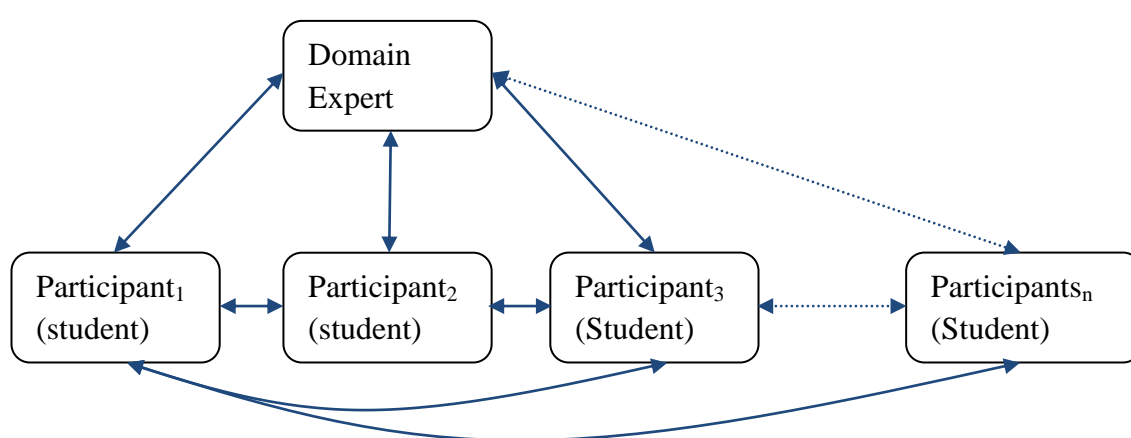 Domain
Expert
Participant₁
(student)
Participant₂
(student)
Participant₃
(Student)
Participantsₙ
(Student)